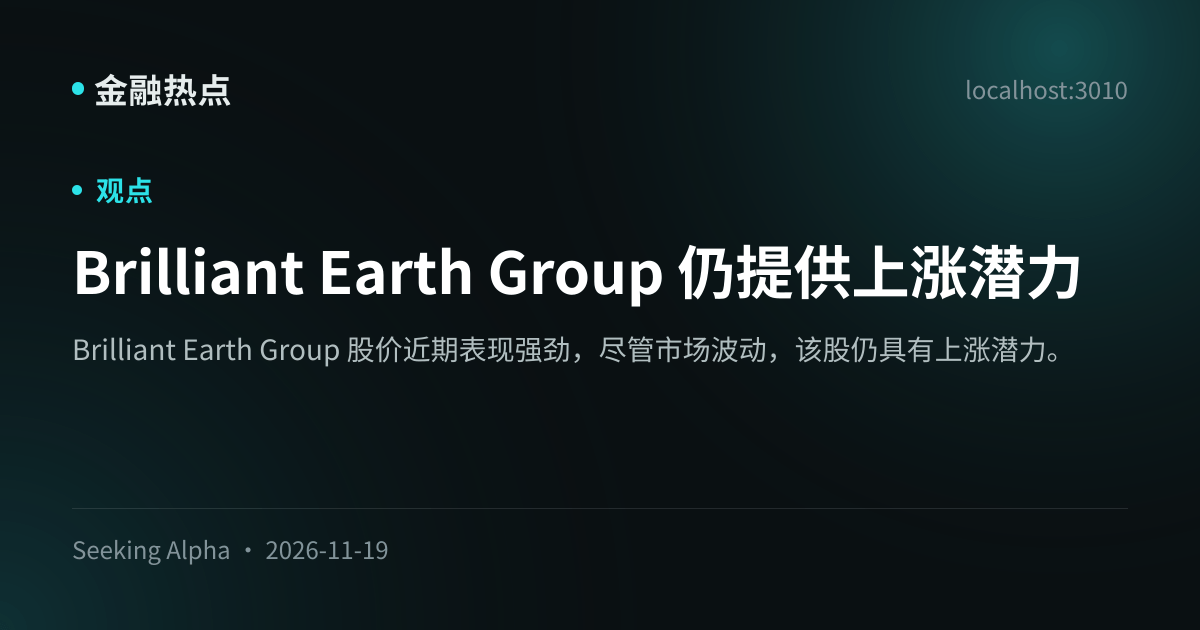 金融热点
localhost:3010
观点
Brilliant Earth Group 仍提供上涨潜力
Brilliant Earth Group 股价近期表现强劲，尽管市场波动，该股仍具有上涨潜力。
Seeking Alpha · 2026-11-19